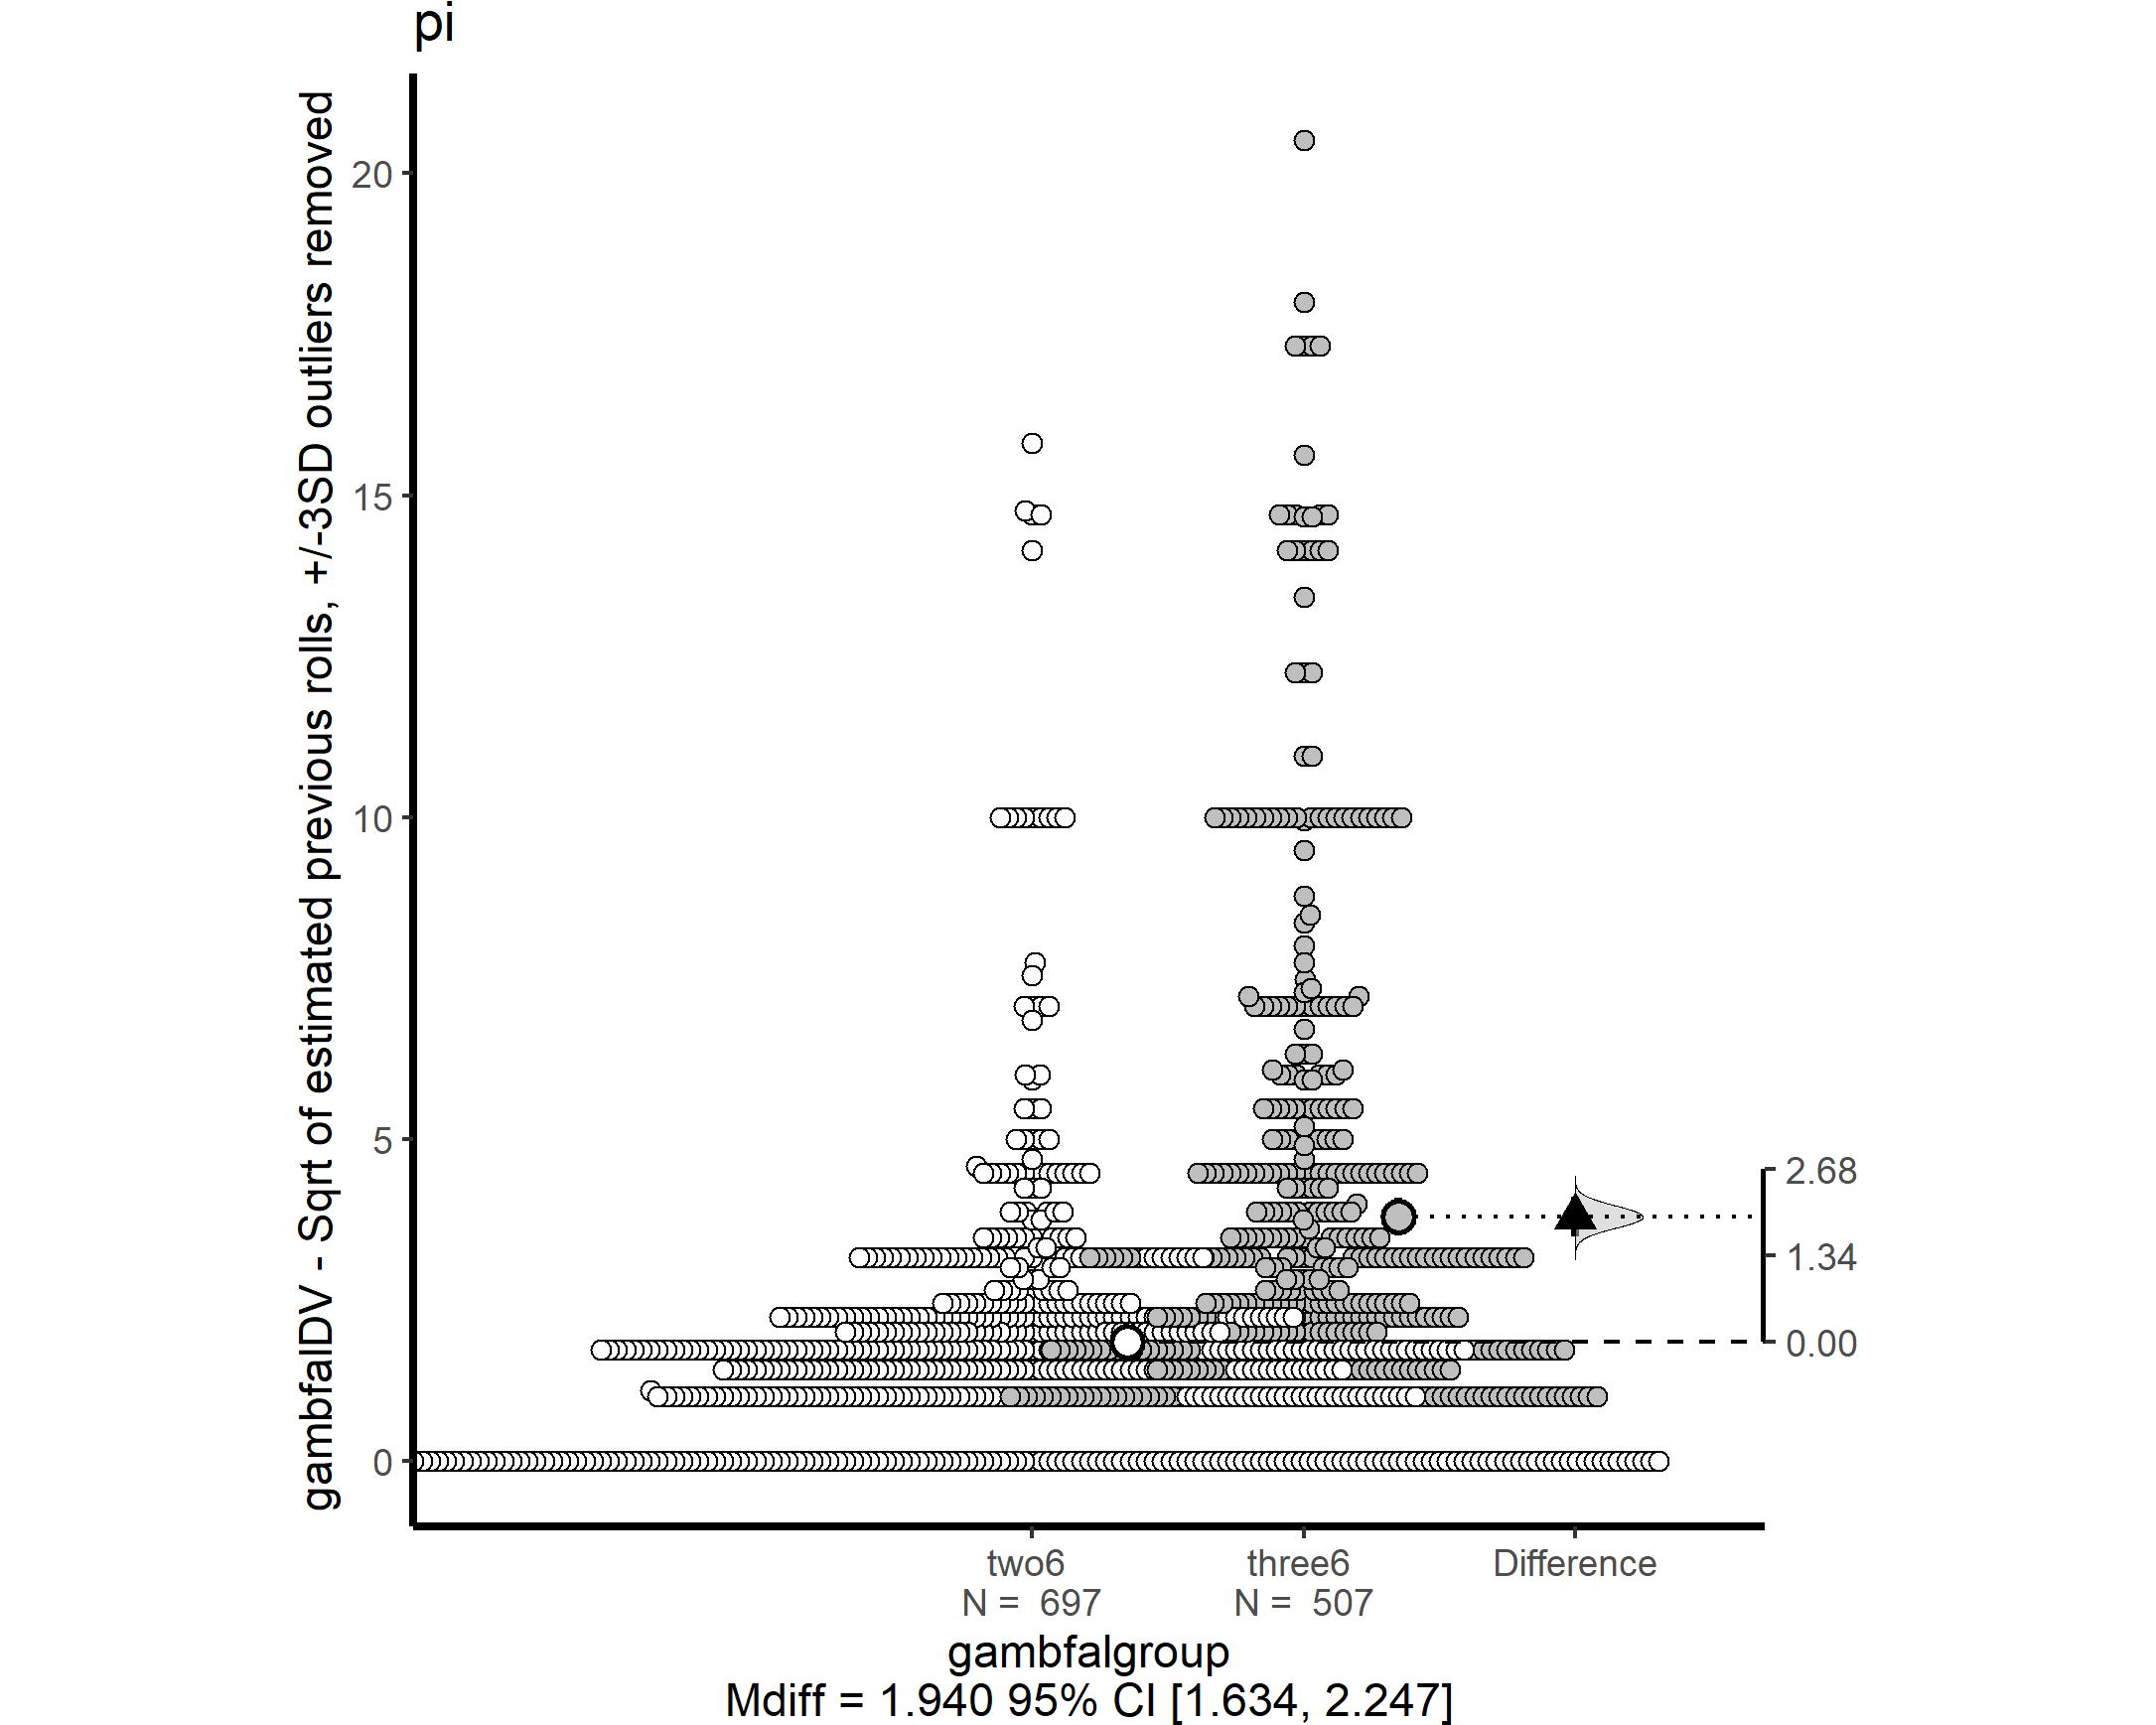 pi
gambfalDV - Sqrt of estimated previous rolls, +/-3SD outliers removed
20
15
10
5
0
2.68
1.34
0.00
two6
N =  697
three6
N =  507
Difference
gambfalgroup
Mdiff = 1.940 95% CI [1.634, 2.247]